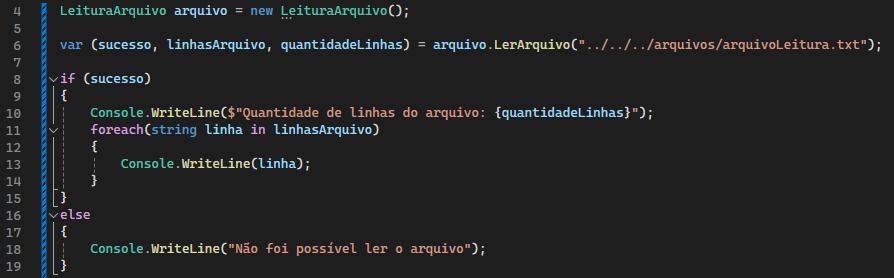 4 LeituraArquivo arquivo = new LeituraArquivo();
5
6 var (sucesso, linhasArquivo, quantidadeLinhas) = arquivo.LerArquivo("../../../arquivos/arquivoLeitura.txt");
7
8 if (sucesso)
9 {
10 Console.WriteLine($"Quantidade de linhas do arquivo: {quantidadeLinhas}");
11 foreach(string linha in linhasArquivo)
12 {
13 Console.WriteLine(linha);
14 }
15 }
16 else
17 {
18 Console.WriteLine("Não foi possível ler o arquivo");
19 }